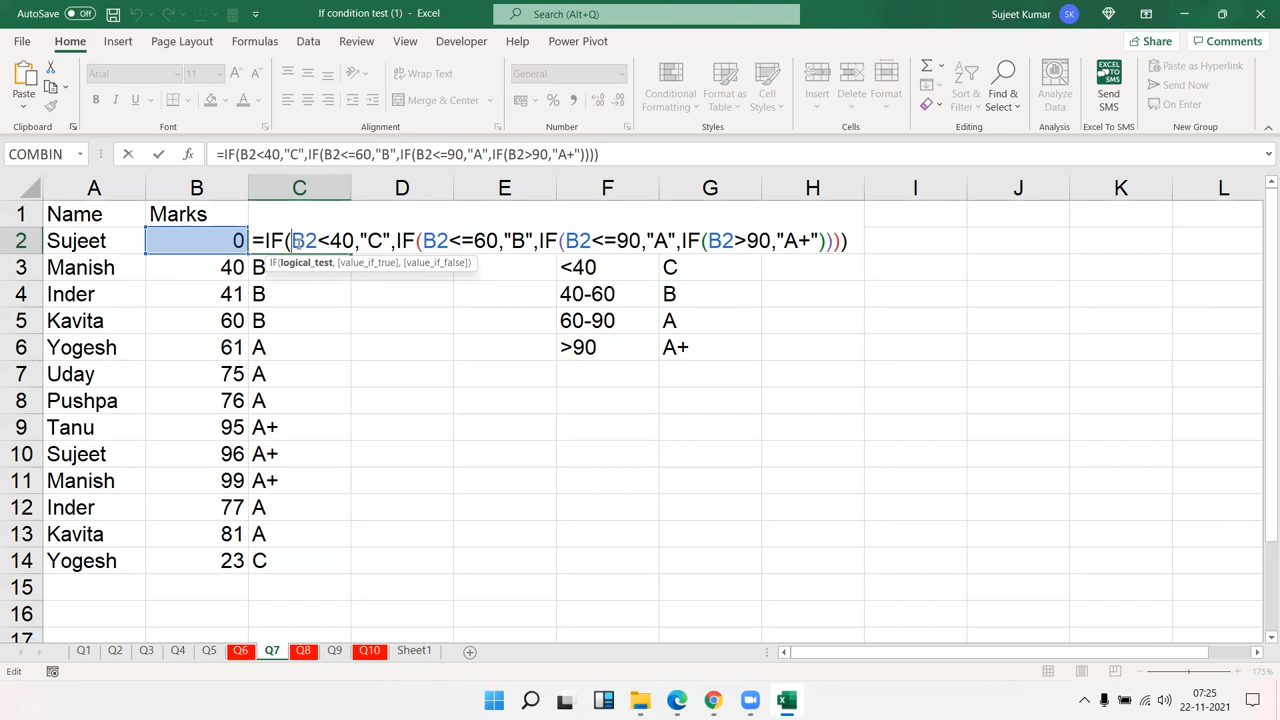 AutoSave Off If condition test (1) - Excel Search (Alt+Q) Sujeet Kumar SK
File Home Insert Page Layout Formulas Data Review View Developer Help Power Pivot Share Comments
Paste Arial 11 Wrap Text General Conditional Formatting Format as Table Cell Styles Insert Delete Format Sort & Filter Find & Select Analyze Data Send SMS Paste as Hyperlink
B I U Merge & Center Send Now
On Enter
Clipboard Font Alignment Number Styles Cells Editing Analysis Excel To SMS New Group
COMBIN =IF(B2<40,"C",IF(B2<=60,"B",IF(B2<=90,"A",IF(B2>90,"A+"))))
A B C D E F G H I J K L
1 Name Marks
2 Sujeet 0 =IF(B2<40,"C",IF(B2<=60,"B",IF(B2<=90,"A",IF(B2>90,"A+"))))
IF(logical_test, [value_if_true], [value_if_false])
3 Manish 40 B <40 C
4 Inder 41 B 40-60 B
5 Kavita 60 B 60-90 A
6 Yogesh 61 A >90 A+
7 Uday 75 A
8 Pushpa 76 A
9 Tanu 95 A+
10 Sujeet 96 A+
11 Manish 99 A+
12 Inder 77 A
13 Kavita 81 A
14 Yogesh 23 C
15
16
17
Q1 Q2 Q3 Q4 Q5 Q6 Q7 Q8 Q9 Q10 Sheet1
Edit 175%
07:25
22-11-2021